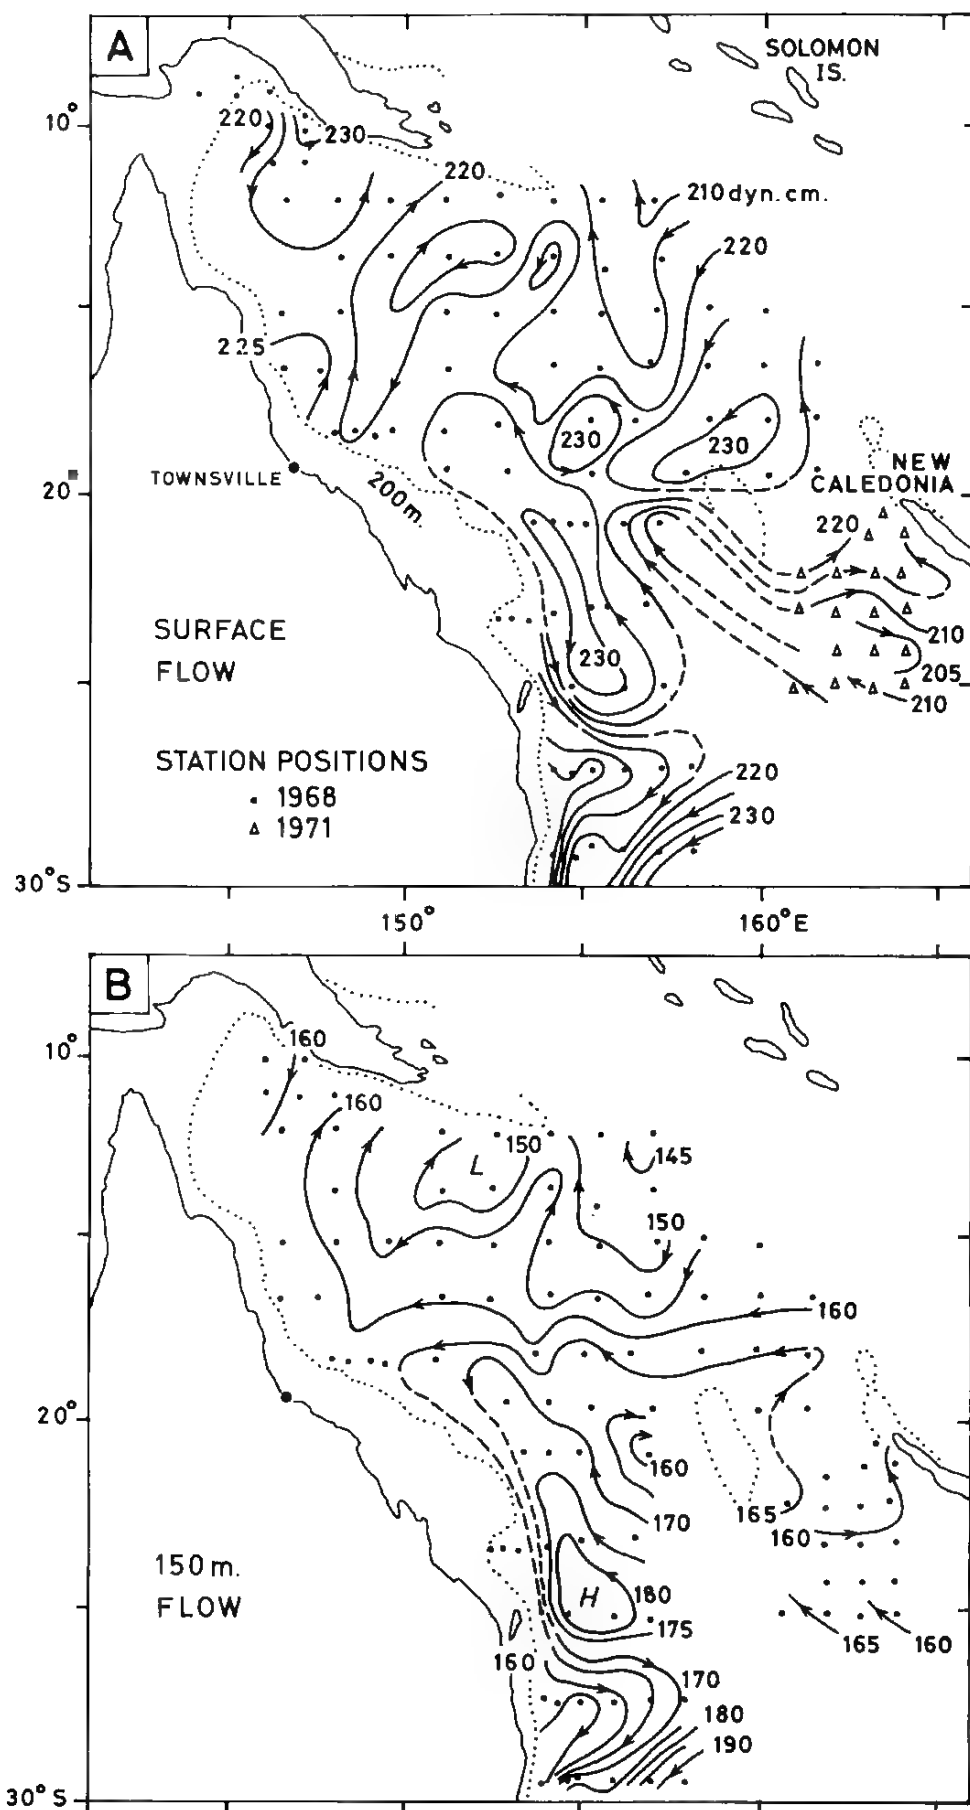 A
SOLOMON
IS.
10°
220
230
220
210 dyn. cm.
220
225
230
230
TOWNSVILLE
NEW
CALEDONIA
20
200m.
220
SURFACE
FLOW
210
230
205
210
STATION POSITIONS
1968
1971
220
230
30°S
150°
160°E
B
160
10°
160
150
L
145
150
160
20°
160
165
170
160
150m.
FLOW
H
180
175
165
160
160
170
180
190
30°S